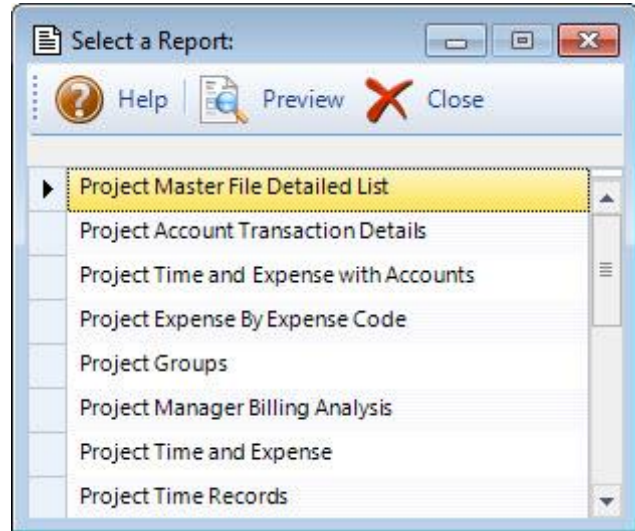 Select a Report:
Help Preview Close
Project Master File Detailed List
Project Account Transaction Details
Project Time and Expense with Accounts
Project Expense By Expense Code
Project Groups
Project Manager Billing Analysis
Project Time and Expense
Project Time Records